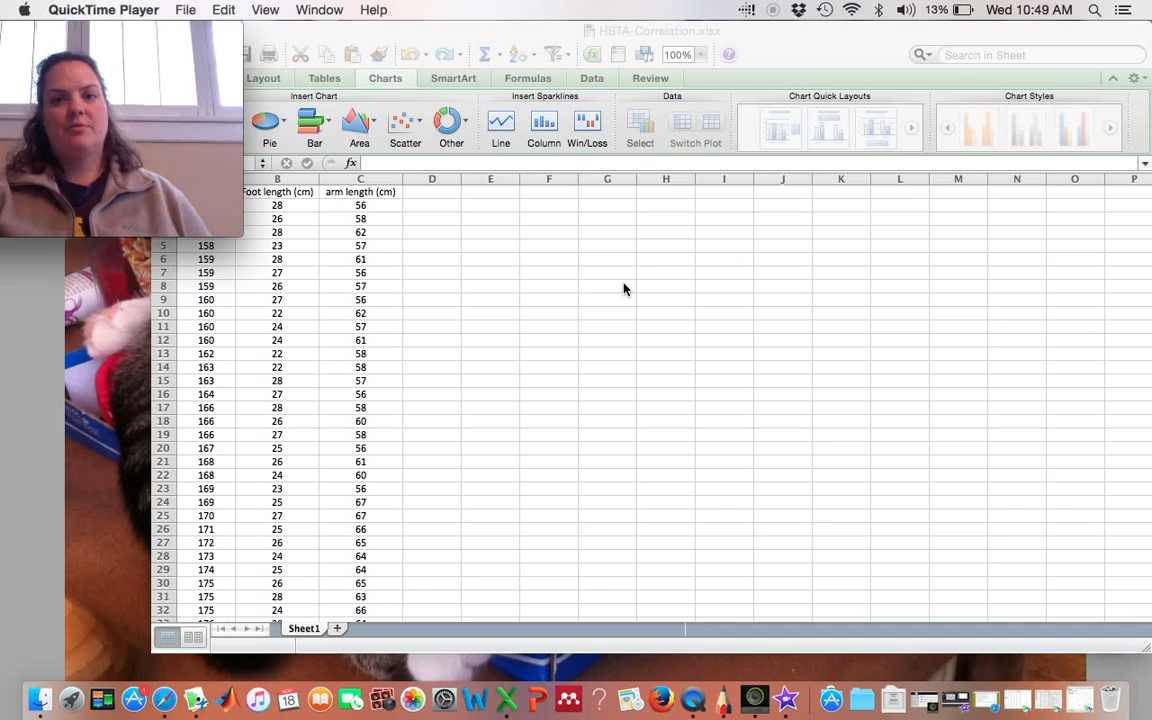 QuickTime Player File Edit View Window Help 13% Wed 10:49 AM
HSTA-Correlation.xlsx
100% Search in Sheet
Layout Tables Charts SmartArt Formulas Data Review
Insert Chart Insert Sparklines Data Chart Quick Layouts Chart Styles
Pie Bar Area Scatter Other Line Column Win/Loss Select Switch Plot
fx
B C D E F G H I J K L M N O P
Foot length (cm) arm length (cm)
28 56
26 58
28 62
5 158 23 57
6 159 28 61
7 159 27 56
8 159 26 57
9 160 27 56
10 160 22 62
11 160 24 57
12 160 24 61
13 162 22 58
14 163 22 58
15 163 28 57
16 164 27 56
17 166 28 58
18 166 26 60
19 166 27 58
20 167 25 56
21 168 26 61
22 168 24 60
23 169 23 56
24 169 25 67
25 170 27 67
26 171 25 66
27 172 26 65
28 173 24 64
29 174 25 64
30 175 26 65
31 175 28 63
32 175 24 66
Sheet1
NOV 18